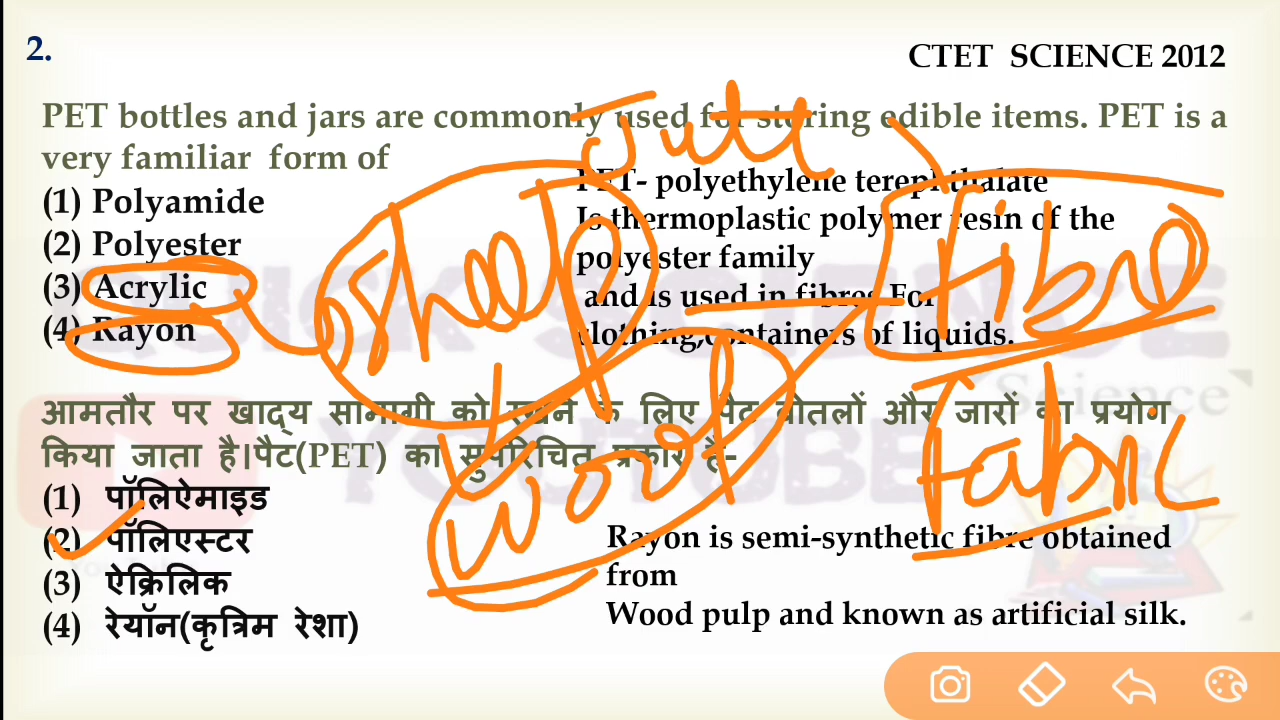 2.
CTET SCIENCE 2012
PET bottles and jars are commonly used for storing edible items. PET is a
very familiar form of
(1) Polyamide
(2) Polyester
(3) Acrylic
(4) Rayon
PET- polyethylene terephthalate
Is thermoplastic polymer resin of the
polyester family
and is used in fibres For
clothing,containers of liquids.
Jute
Sheep
Fibre
wool
fabric
आमतौर पर खाद्य सामागी को रखने के लिए पैट बोतलों और जारों का प्रयोग
किया जाता है।पैट(PET) का सुपरिचित प्रकार है-
(1) पॉलिऐमाइड
(2) पॉलिएस्टर
(3) ऐक्रिलिक
(4) रेयॉन(कृत्रिम रेशा)
Rayon is semi-synthetic fibre obtained
from
Wood pulp and known as artificial silk.
SCIENCE
Science
YOUTUBE